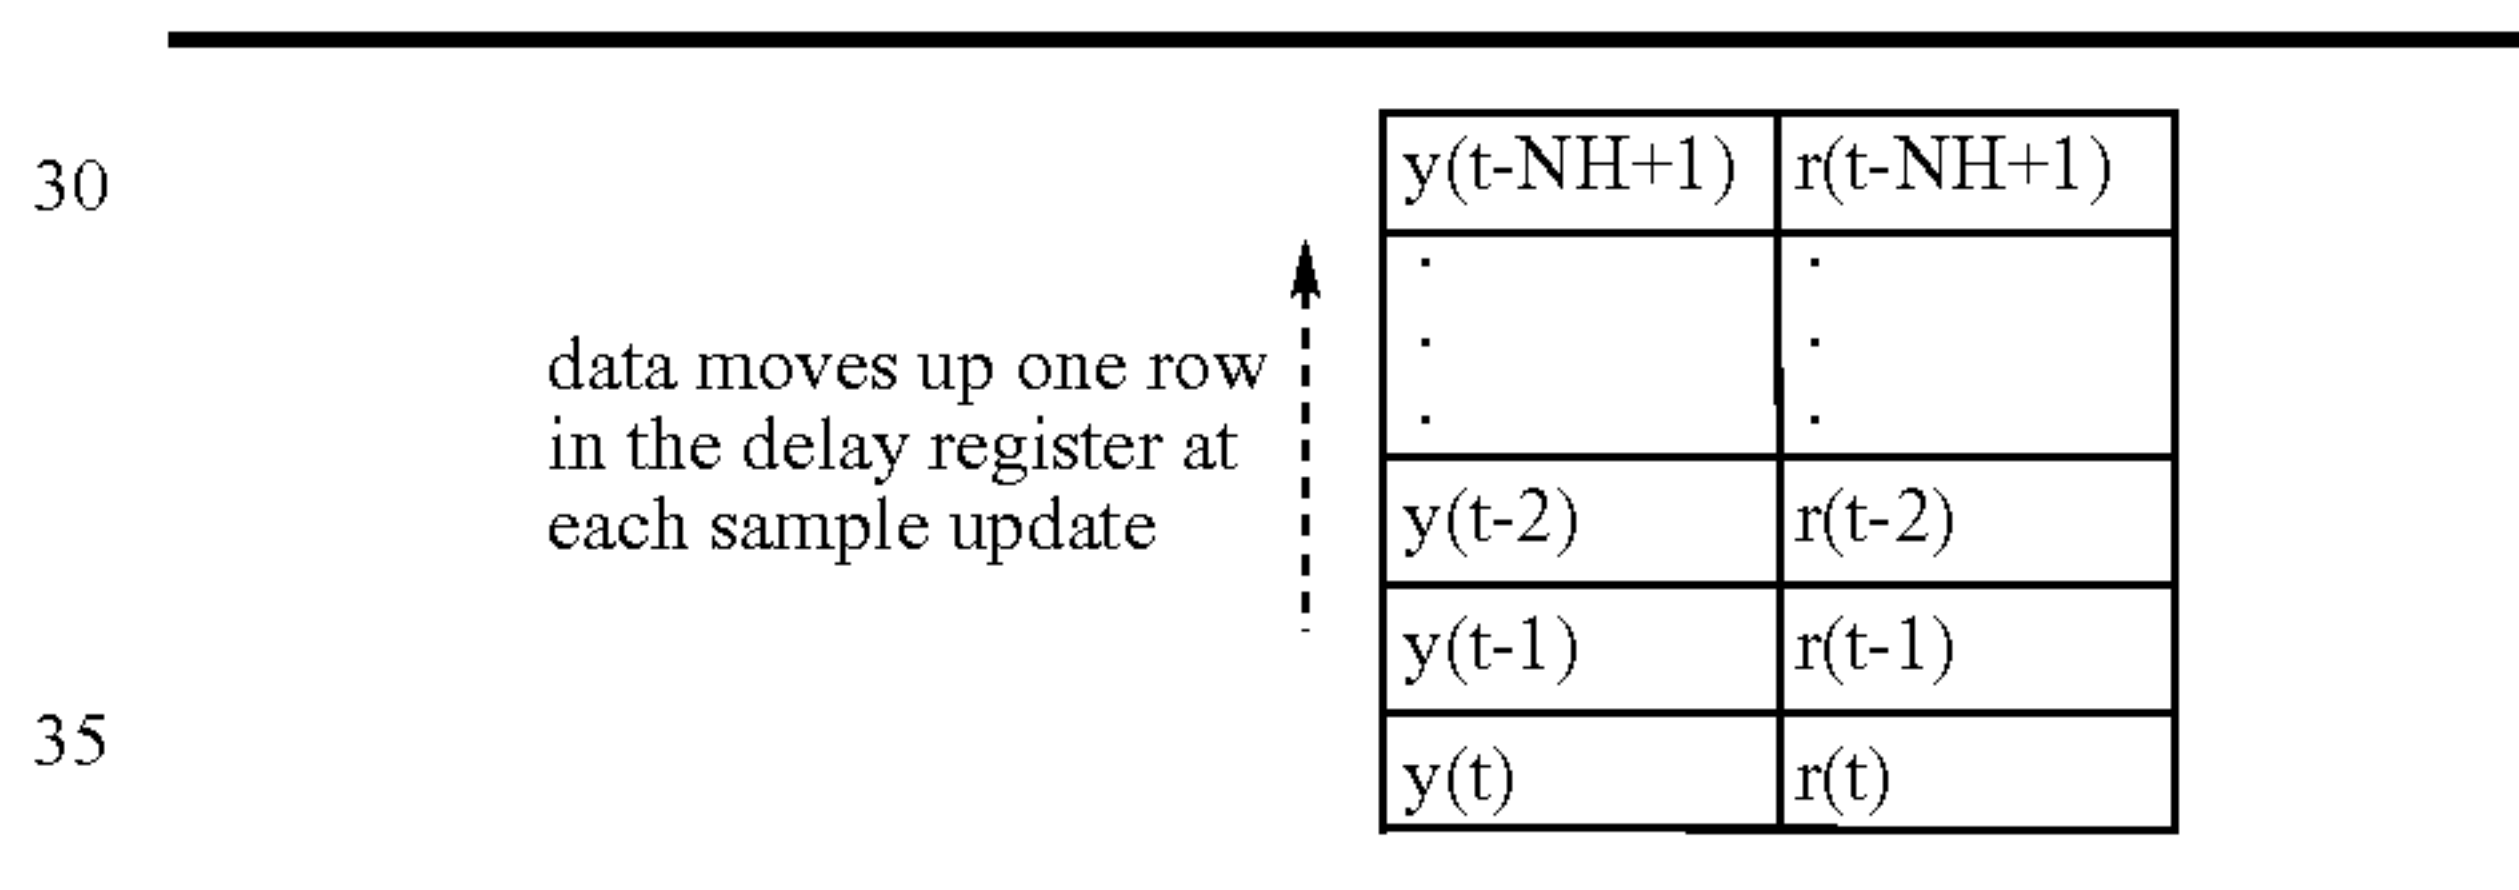 30
y(t-NH+1) r(t-NH+1)
. .
. .
. .
data moves up one row
in the delay register at
each sample update
y(t-2) r(t-2)
y(t-1) r(t-1)
35
y(t) r(t)